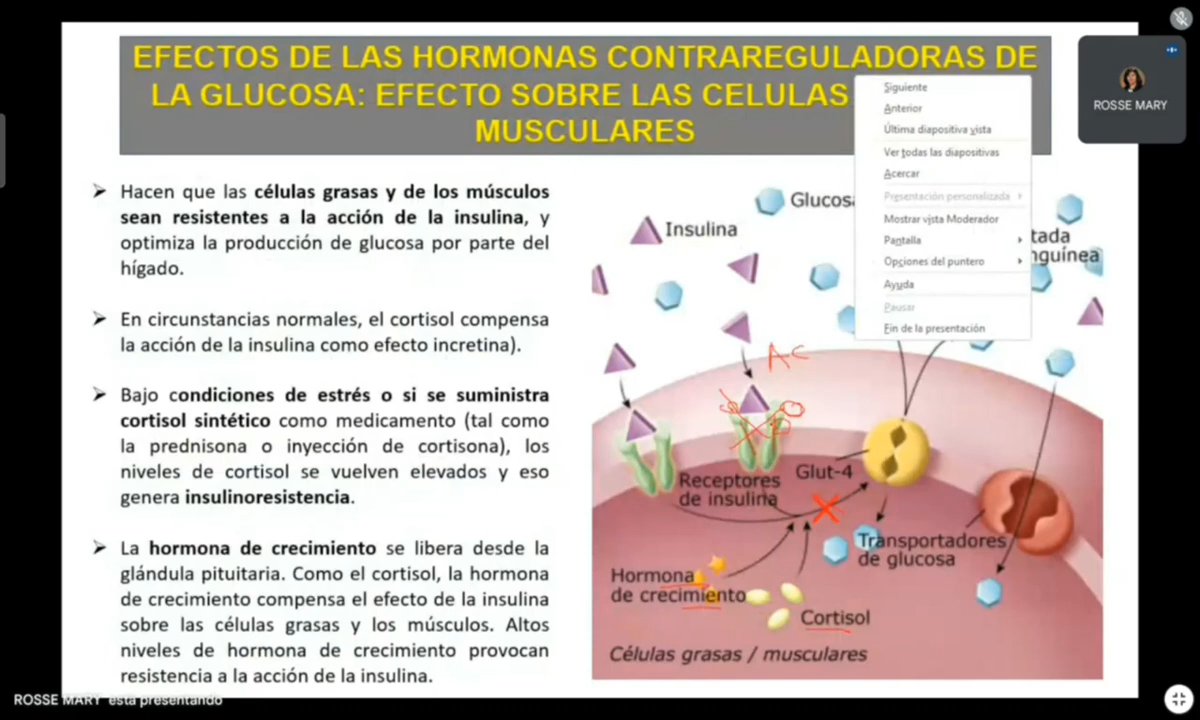 EFECTOS DE LAS HORMONAS CONTRAREGULADORAS DE
LA GLUCOSA: EFECTO SOBRE LAS CELULAS
MUSCULARES
Hacen que las células grasas y de los músculos
sean resistentes a la acción de la insulina, y
optimiza la producción de glucosa por parte del
hígado.
En circunstancias normales, el cortisol compensa
la acción de la insulina como efecto incretina).
Bajo condiciones de estrés o si se suministra
cortisol sintético como medicamento (tal como
la prednisona o inyección de cortisona), los
niveles de cortisol se vuelven elevados y eso
genera insulinoresistencia.
La hormona de crecimiento se libera desde la
glándula pituitaria. Como el cortisol, la hormona
de crecimiento compensa el efecto de la insulina
sobre las células grasas y los músculos. Altos
niveles de hormona de crecimiento provocan
resistencia a la acción de la insulina.
Insulina
Glucosa
tada
nguínea
Siguiente
Anterior
Última diapositiva vista
Ver todas las diapositivas
Acercar
Presentación personalizada
Mostrar vista Moderador
Pantalla
Opciones del puntero
Ayuda
Pausar
Fin de la presentación
AC
Receptores
de insulina
Glut-4
Transportadores
de glucosa
Hormona
de crecimiento
Cortisol
Células grasas / musculares
ROSSE MARY
ROSSE MARY está presentando